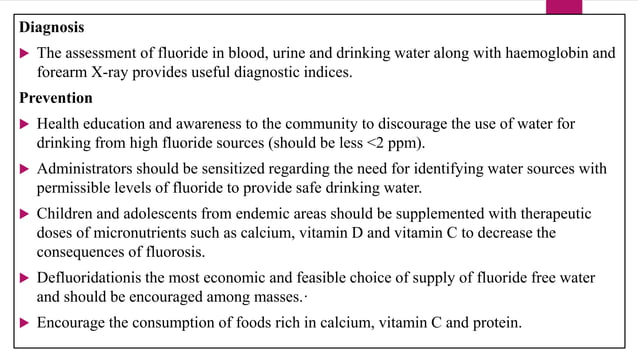 Diagnosis
The assessment of fluoride in blood, urine and drinking water along with haemoglobin and
forearm X-ray provides useful diagnostic indices.
Prevention
Health education and awareness to the community to discourage the use of water for
drinking from high fluoride sources (should be less <2 ppm).
Administrators should be sensitized regarding the need for identifying water sources with
permissible levels of fluoride to provide safe drinking water.
Children and adolescents from endemic areas should be supplemented with therapeutic
doses of micronutrients such as calcium, vitamin D and vitamin C to decrease the
consequences of fluorosis.
Defluoridationis the most economic and feasible choice of supply of fluoride free water
and should be encouraged among masses.·
Encourage the consumption of foods rich in calcium, vitamin C and protein.